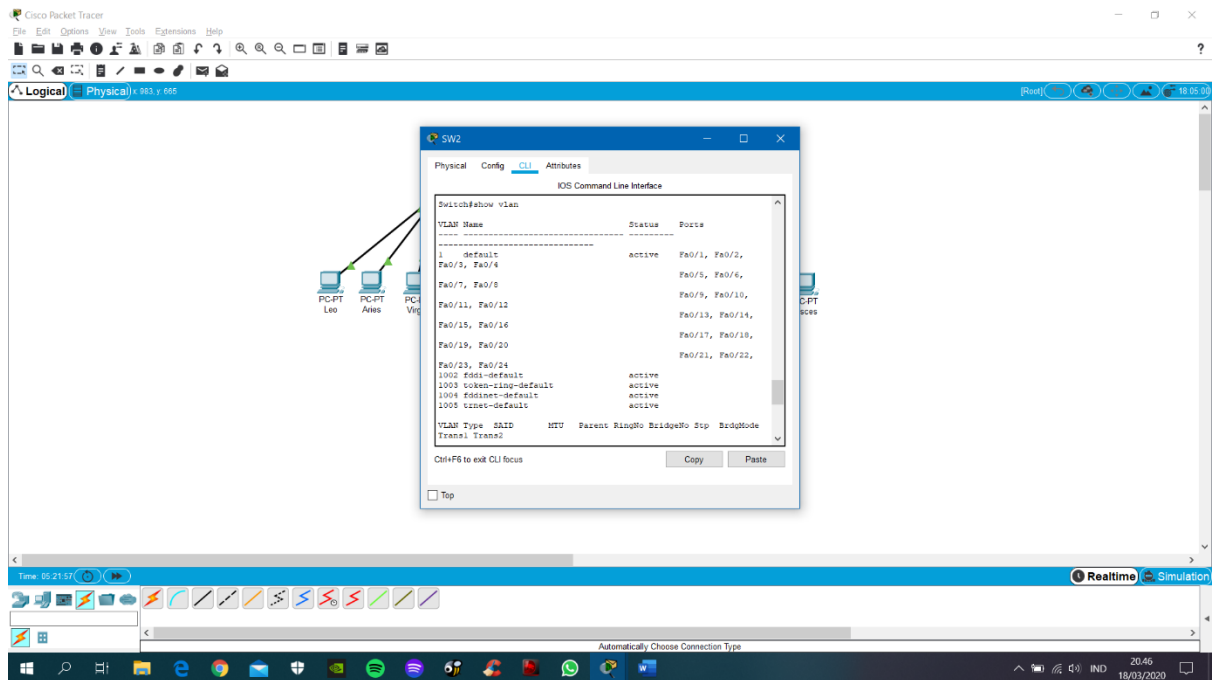 Cisco Packet Tracer
File Edit Options View Tools Extensions Help
?
Logical Physical x: 983, y: 665 [Root] 18:05:00
SW2
Physical Config CLI Attributes
IOS Command Line Interface
Switch#show vlan
VLAN Name Status Ports
---- -------------------------------- ---------
-------------------------------
1 default active Fa0/1, Fa0/2,
Fa0/3, Fa0/4
Fa0/5, Fa0/6,
Fa0/7, Fa0/8
Fa0/9, Fa0/10,
Fa0/11, Fa0/12
Fa0/13, Fa0/14,
Fa0/15, Fa0/16
Fa0/17, Fa0/18,
Fa0/19, Fa0/20
Fa0/21, Fa0/22,
Fa0/23, Fa0/24
1002 fddi-default active
1003 token-ring-default active
1004 fddinet-default active
1005 trnet-default active
VLAN Type SAID MTU Parent RingNo BridgeNo Stp BrdgMode
Trans1 Trans2
Ctrl+F6 to exit CLI focus
Copy Paste
Top
PC-PT
Leo
PC-PT
Aries
Time: 05:21:57
Realtime Simulation
Automatically Choose Connection Type
IND
20.46
18/03/2020